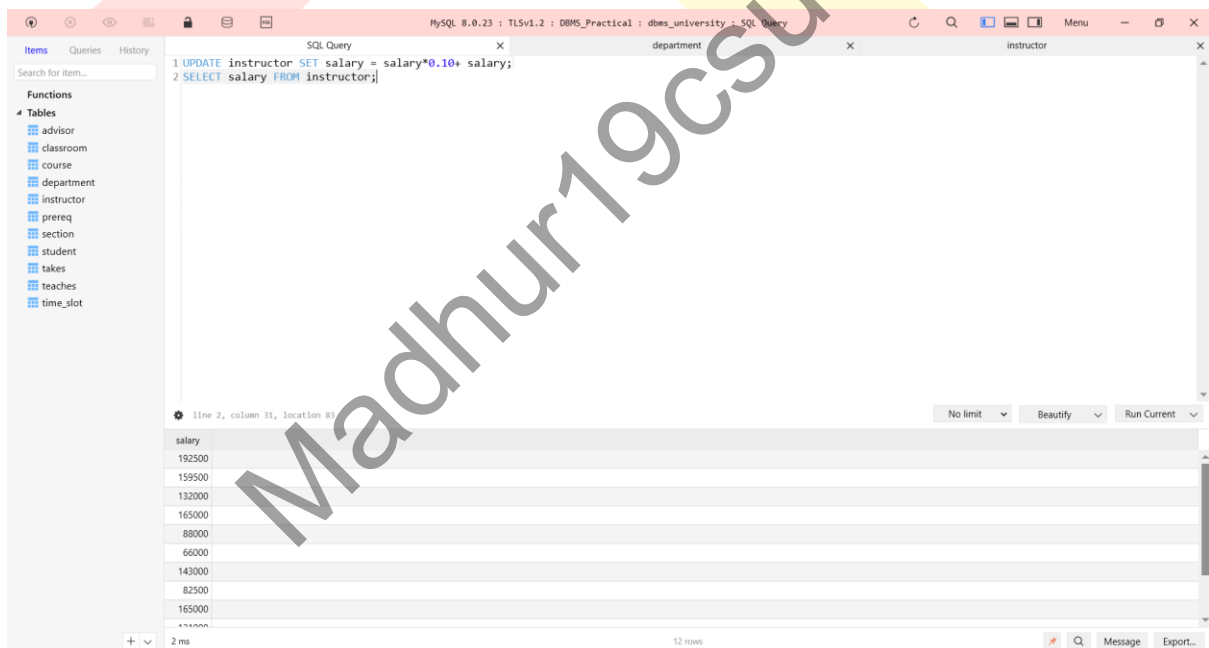 MySQL 8.0.23 : TLSv1.2 : DBMS_Practical : dbms_university : SQL Query
Menu
Items Queries History
SQL Query
department
instructor
Search for item...
Functions
Tables
advisor
classroom
course
department
instructor
prereq
section
student
takes
teaches
time_slot
1 UPDATE instructor SET salary = salary*0.10+ salary;
2 SELECT salary FROM instructor;
line 2, column 31, location 83
No limit Beautify Run Current
salary
192500
159500
132000
165000
88000
66000
143000
82500
165000
2 ms
12 rows
Message Export...
Madhur19csu